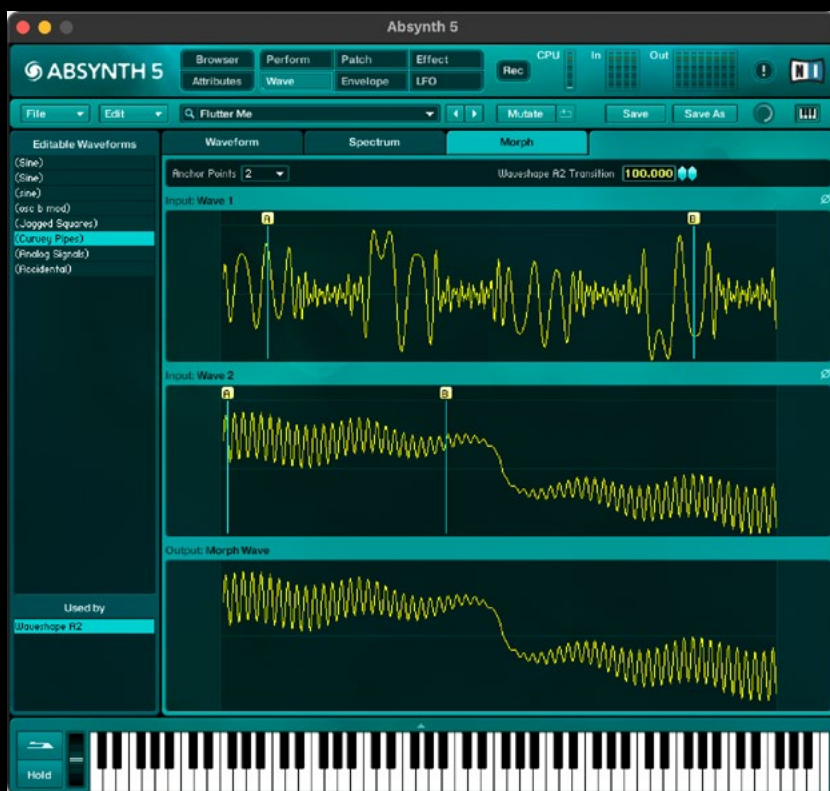 Absynth 5
ABSYNTH 5
Browser Perform Patch Effect
Attributes Wave Envelope LFO
Rec
CPU In Out
!
NI
File Edit Flutter Me Mutate Save Save As
Editable Waveforms
(Sine)
(Sine)
(sine)
(osc b mod)
(Jagged Squares)
(Curvey Pipes)
(Analog Signals)
(Accidental)
Used by
Waveshape A2
Waveform Spectrum Morph
Anchor Points 2 Waveshape A2 Transition 100.000
Input: Wave 1
A B
Input: Wave 2
A B
Output: Morph Wave
Hold